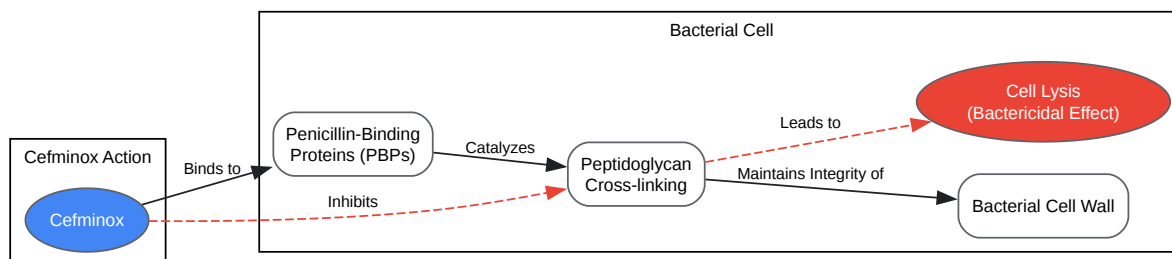 Bacterial Cell
Cefminox Action
Cefminox
Binds to
Inhibits
Penicillin-Binding
Proteins (PBPs)
Catalyzes
Peptidoglycan
Cross-linking
Leads to
Maintains Integrity of
Cell Lysis
(Bactericidal Effect)
Bacterial Cell Wall